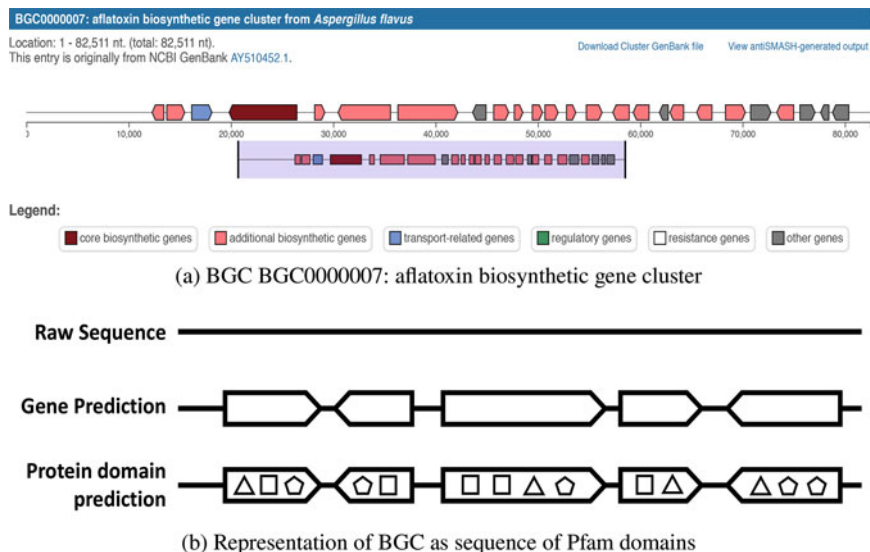 BGC0000007: aflatoxin biosynthetic gene cluster from Aspergillus flavus
Location: 1 - 82,511 nt. (total: 82,511 nt).
This entry is originally from NCBI GenBank AY510452.1.
Download Cluster GenBank file
View antiSMASH-generated output
0
10,000
20,000
30,000
40,000
50,000
60,000
70,000
80,000
Legend:
core biosynthetic genes
additional biosynthetic genes
transport-related genes
regulatory genes
resistance genes
other genes
(a) BGC BGC0000007: aflatoxin biosynthetic gene cluster
Raw Sequence
Gene Prediction
Protein domain
prediction
(b) Representation of BGC as sequence of Pfam domains